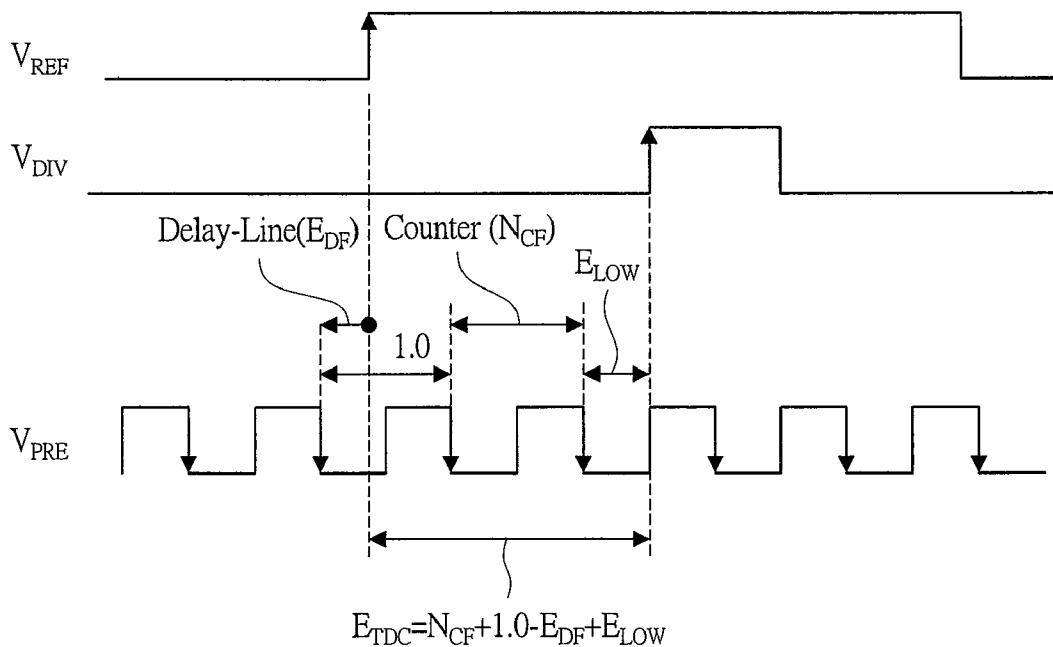 V_REF
V_DIV
Delay-Line(E_DF)
Counter (N_CF)
E_LOW
1.0
V_PRE
E_TDC=N_CF+1.0-E_DF+E_LOW